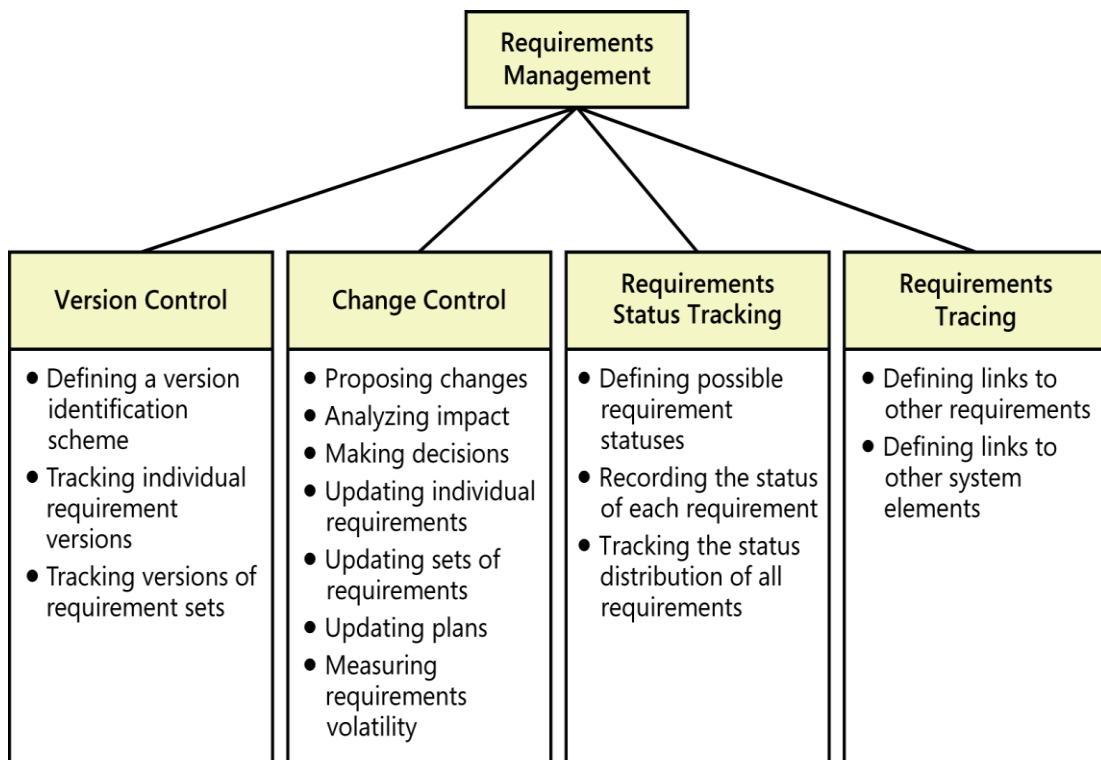 Requirements
Management
Version Control
• Defining a version
identification
scheme
• Tracking individual
requirement
versions
• Tracking versions of
requirement sets
Change Control
• Proposing changes
• Analyzing impact
• Making decisions
• Updating individual
requirements
• Updating sets of
requirements
• Updating plans
• Measuring
requirements
volatility
Requirements
Status Tracking
• Defining possible
requirement
statuses
• Recording the status
of each requirement
• Tracking the status
distribution of all
requirements
Requirements
Tracing
• Defining links to
other requirements
• Defining links to
other system
elements